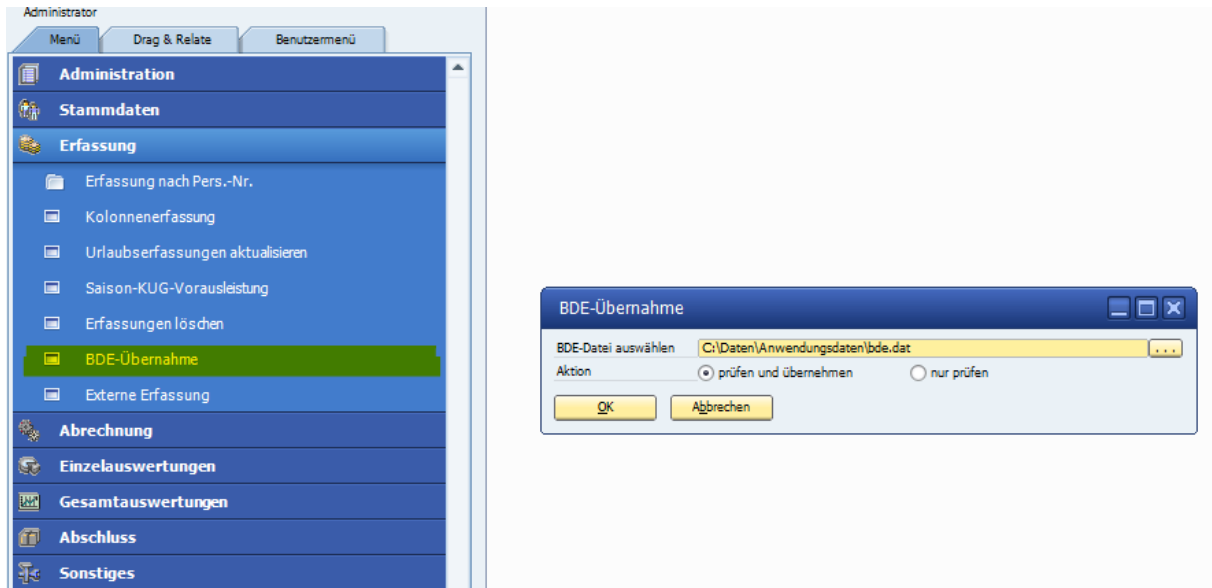 Administrator
Menü Drag & Relate Benutzermenü
Administration
Stammdaten
Erfassung
Erfassung nach Pers.-Nr.
Kolonnenerfassung
Urlaubserfassungen aktualisieren
Saison-KUG-Vorausleistung
Erfassungen löschen
BDE-Übernahme
Externe Erfassung
Abrechnung
Einzelauswertungen
Gesamtauswertungen
Abschluss
Sonstiges
BDE-Übernahme
BDE-Datei auswählen C:\Daten\Anwendungsdaten\bde.dat ...
Aktion prüfen und übernehmen nur prüfen
OK Abbrechen